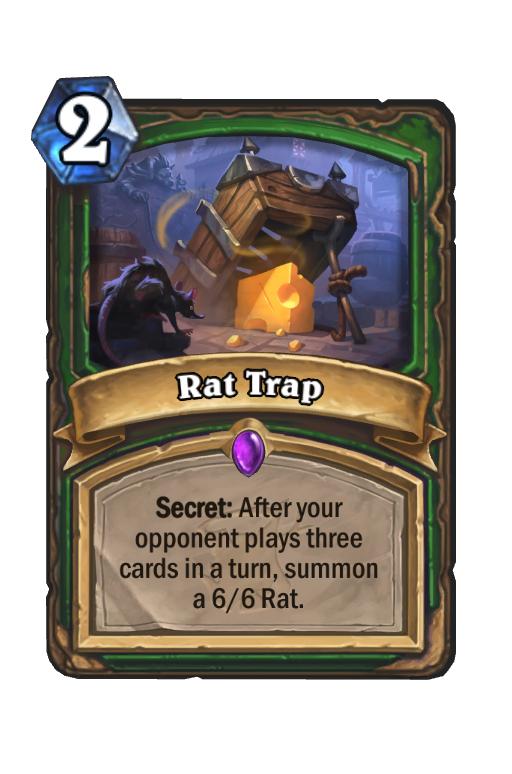 2
Rat Trap
Secret: After your
opponent plays three
cards in a turn, summon
a 6/6 Rat.